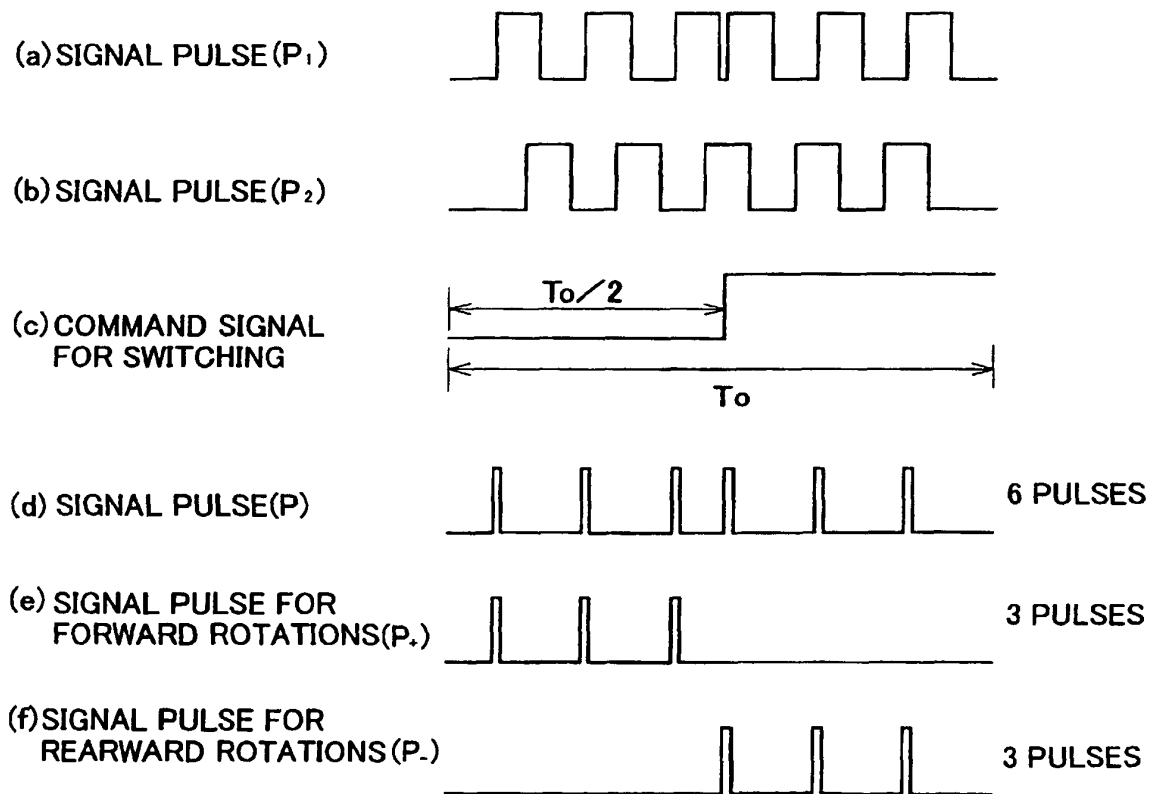 (a) SIGNAL PULSE(P₁)
(b) SIGNAL PULSE(P₂)
To/2
(c) COMMAND SIGNAL
FOR SWITCHING
To
(d) SIGNAL PULSE(P)
6 PULSES
(e) SIGNAL PULSE FOR
FORWARD ROTATIONS(P₊)
3 PULSES
(f) SIGNAL PULSE FOR
REARWARD ROTATIONS(P₋)
3 PULSES